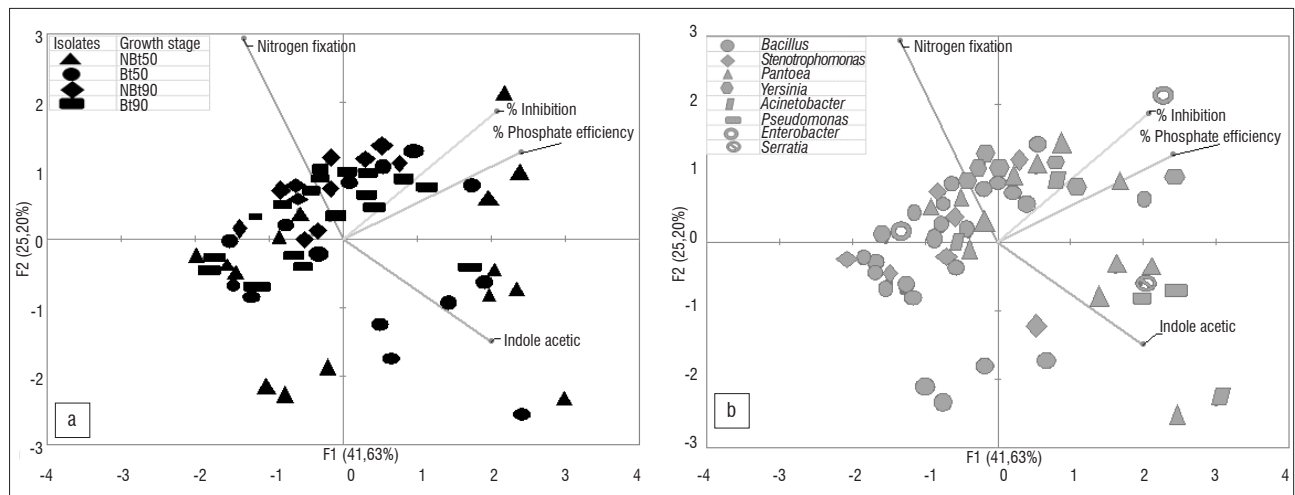 Isolates Growth stage
NBt50
Bt50
NBt90
Bt90
Nitrogen fixation
% Inhibition
% Phosphate efficiency
Indole acetic
F2 (25,20%)
3
2
1
0
-1
-2
-3
F1 (41,63%)
-4 -3 -2 -1 0 1 2 3 4
a
Bacillus
Stenotrophomonas
Pantoea
Yersinia
Acinetobacter
Pseudomonas
Enterobacter
Serratia
Nitrogen fixation
% Inhibition
% Phosphate efficiency
Indole acetic
F2 (25,20%)
3
2
1
0
-1
-2
-3
F1 (41,63%)
-4 -3 -2 -1 0 1 2 3 4
b